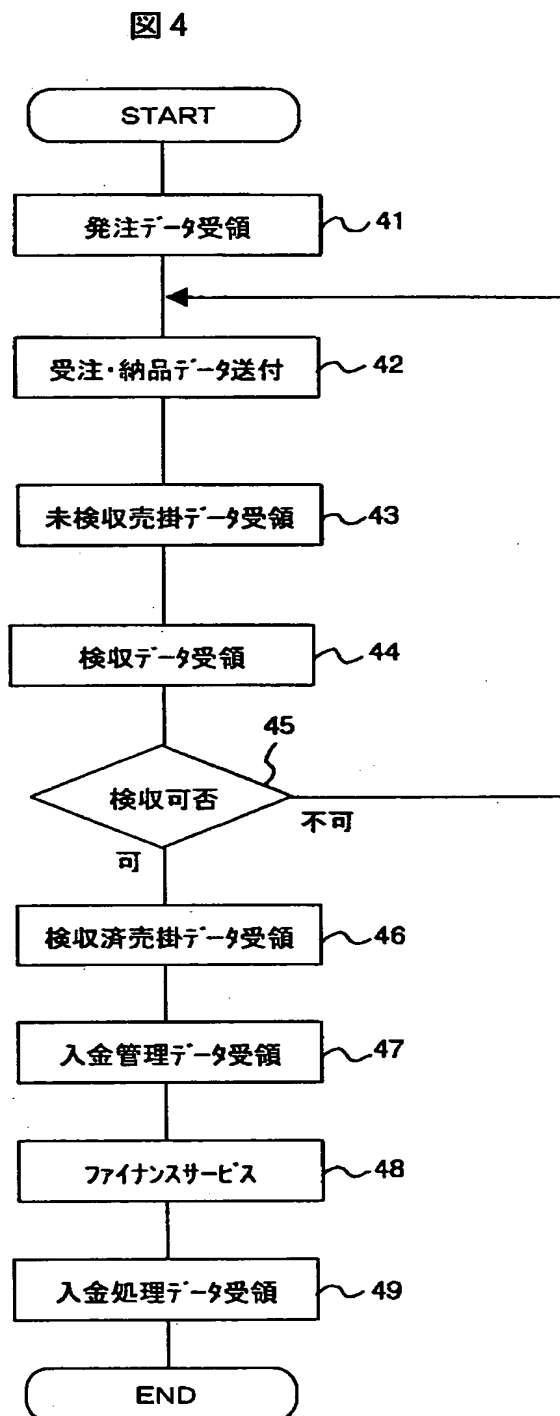 図4
START
発注データ受領
41
受注・納品データ送付
42
未検収売掛データ受領
43
検収データ受領
44
45
検収可否
不可
可
検収済売掛データ受領
46
入金管理データ受領
47
ファイナンスサービス
48
入金処理データ受領
49
END